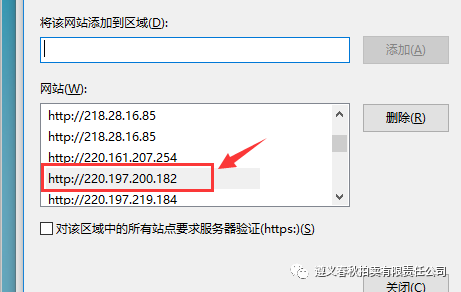 将该网站添加到区域(D):
添加(A)
网站(W):
http://218.28.16.85
http://218.28.16.85
http://220.161.207.254
http://220.197.200.182
http://220.197.219.184
删除(R)
对该区域中的所有站点要求服务器验证(https:)(S)
遵义春秋拍卖有限责任公司
关闭(C)